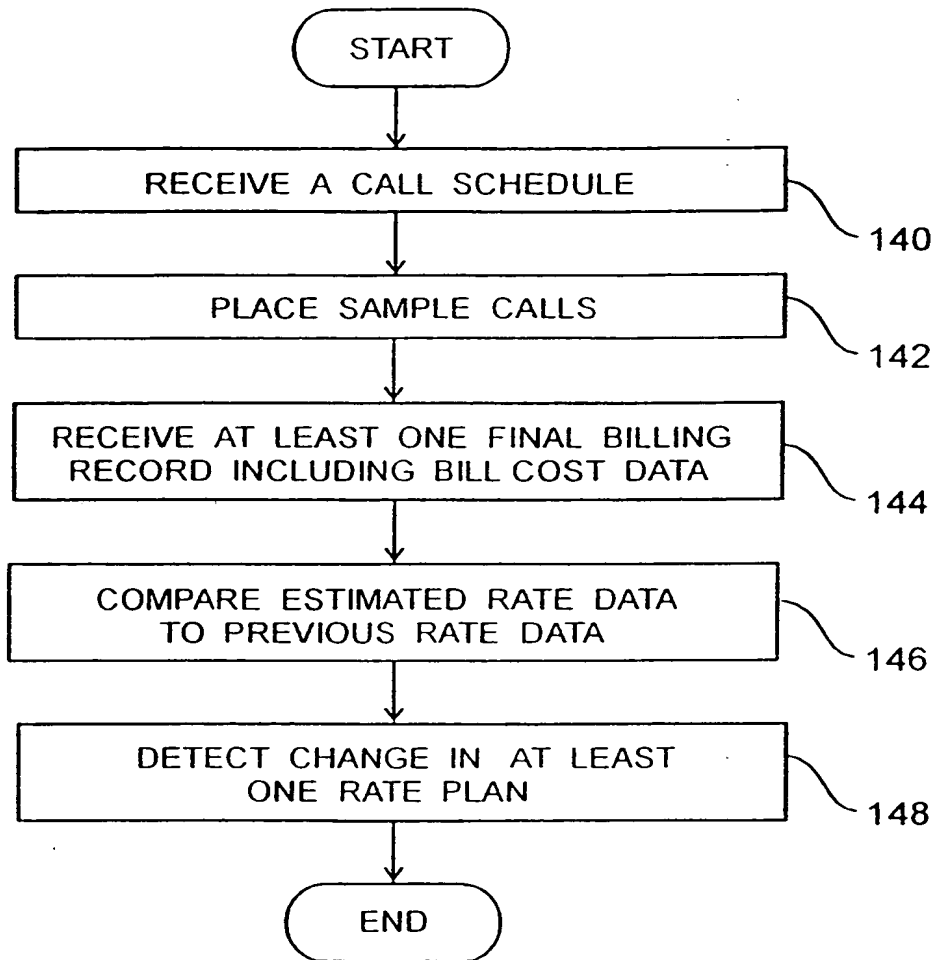 START
RECEIVE A CALL SCHEDULE
140
PLACE SAMPLE CALLS
142
RECEIVE AT LEAST ONE FINAL BILLING
RECORD INCLUDING BILL COST DATA
144
COMPARE ESTIMATED RATE DATA
TO PREVIOUS RATE DATA
146
DETECT CHANGE IN AT LEAST
ONE RATE PLAN
148
END